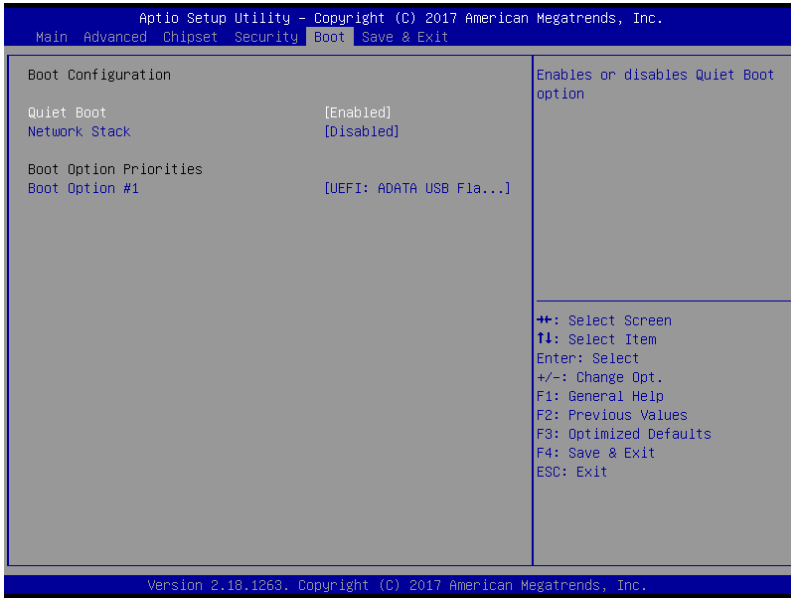 Aptio Setup Utility – Copyright (C) 2017 American Megatrends, Inc.
Main Advanced Chipset Security Boot Save & Exit
Boot Configuration
Quiet Boot [Enabled]
Network Stack [Disabled]
Boot Option Priorities
Boot Option #1 [UEFI: ADATA USB Fla...]
Enables or disables Quiet Boot
option
→←: Select Screen
↑↓: Select Item
Enter: Select
+/-: Change Opt.
F1: General Help
F2: Previous Values
F3: Optimized Defaults
F4: Save & Exit
ESC: Exit
Version 2.18.1263. Copyright (C) 2017 American Megatrends, Inc.